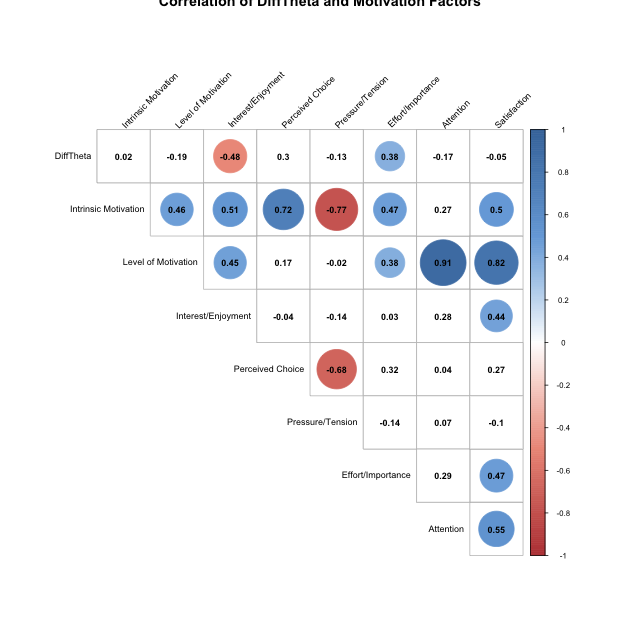 Correlation of DiffTheta and Motivation Factors
Intrinsic Motivation
Level of Motivation
Interest/Enjoyment
Perceived Choice
Pressure/Tension
Effort/Importance
Attention
Satisfaction
DiffTheta 0.02 -0.19 -0.48 0.3 -0.13 0.38 -0.17 -0.05
Intrinsic Motivation 0.46 0.51 0.72 -0.77 0.47 0.27 0.5
Level of Motivation 0.45 0.17 -0.02 0.38 0.91 0.82
Interest/Enjoyment -0.04 -0.14 0.03 0.28 0.44
Perceived Choice -0.68 0.32 0.04 0.27
Pressure/Tension -0.14 0.07 -0.1
Effort/Importance 0.29 0.47
Attention 0.55
1
0.8
0.6
0.4
0.2
0
-0.2
-0.4
-0.6
-0.8
-1